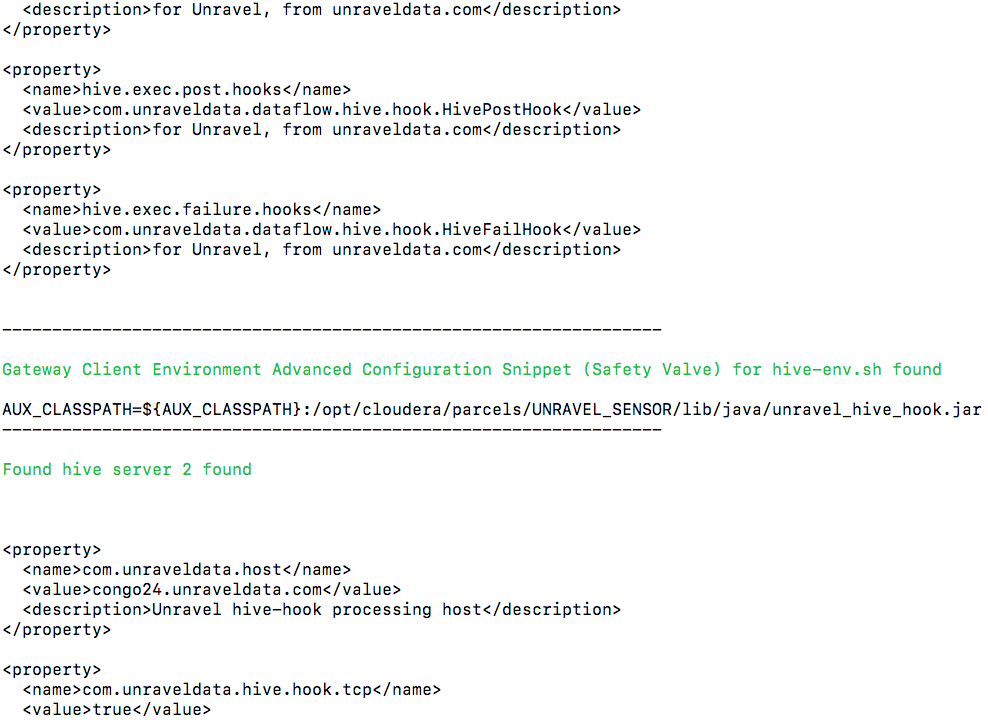 <description>for Unravel, from unraveldata.com</description>
</property>

<property>
  <name>hive.exec.post.hooks</name>
  <value>com.unraveldata.dataflow.hive.hook.HivePostHook</value>
  <description>for Unravel, from unraveldata.com</description>
</property>

<property>
  <name>hive.exec.failure.hooks</name>
  <value>com.unraveldata.dataflow.hive.hook.HiveFailHook</value>
  <description>for Unravel, from unraveldata.com</description>
</property>

------------------------------------------------------------------

Gateway Client Environment Advanced Configuration Snippet (Safety Valve) for hive-env.sh found

AUX_CLASSPATH=${AUX_CLASSPATH}:/opt/cloudera/parcels/UNRAVEL_SENSOR/lib/java/unravel_hive_hook.jar
------------------------------------------------------------------

Found hive server 2 found

<property>
  <name>com.unraveldata.host</name>
  <value>congo24.unraveldata.com</value>
  <description>Unravel hive-hook processing host</description>
</property>

<property>
  <name>com.unraveldata.hive.hook.tcp</name>
  <value>true</value>